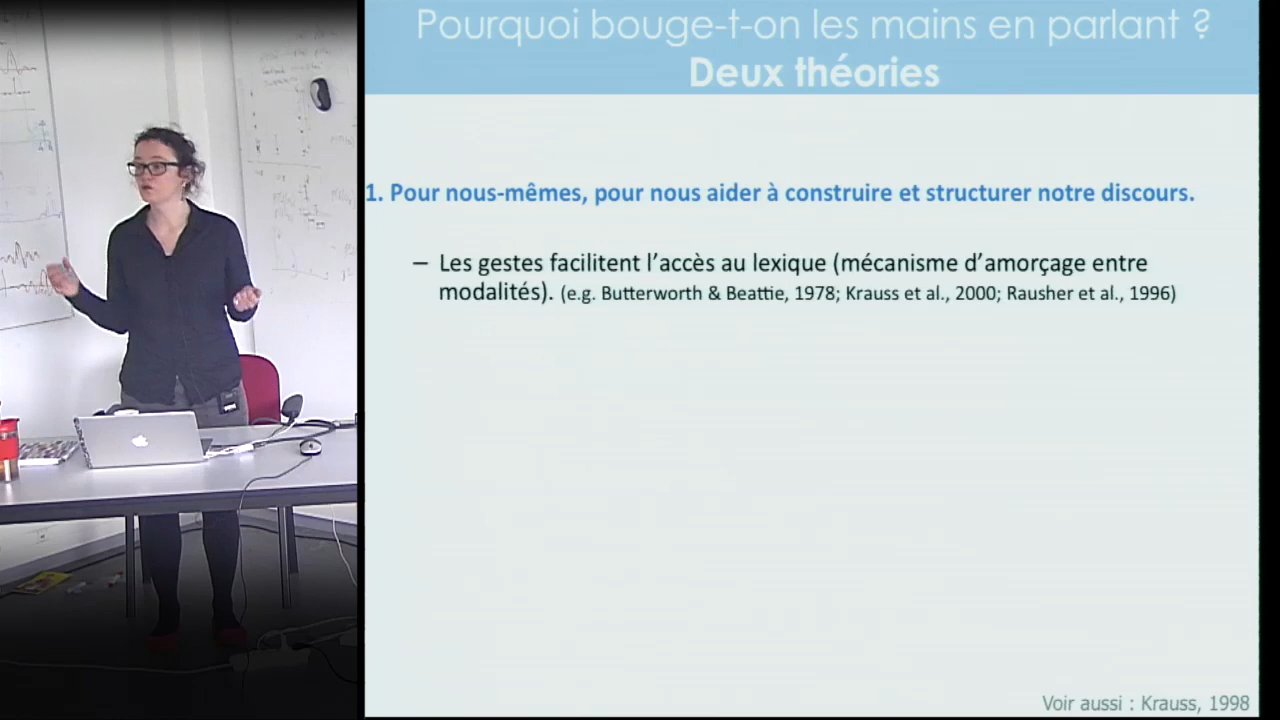 Pourquoi bouge-t-on les mains en parlant ?
Deux théories
1. Pour nous-mêmes, pour nous aider à construire et structurer notre discours.
– Les gestes facilitent l'accès au lexique (mécanisme d'amorçage entre
modalités). (e.g. Butterworth & Beattie, 1978; Krauss et al., 2000; Rausher et al., 1996)
Voir aussi : Krauss, 1998